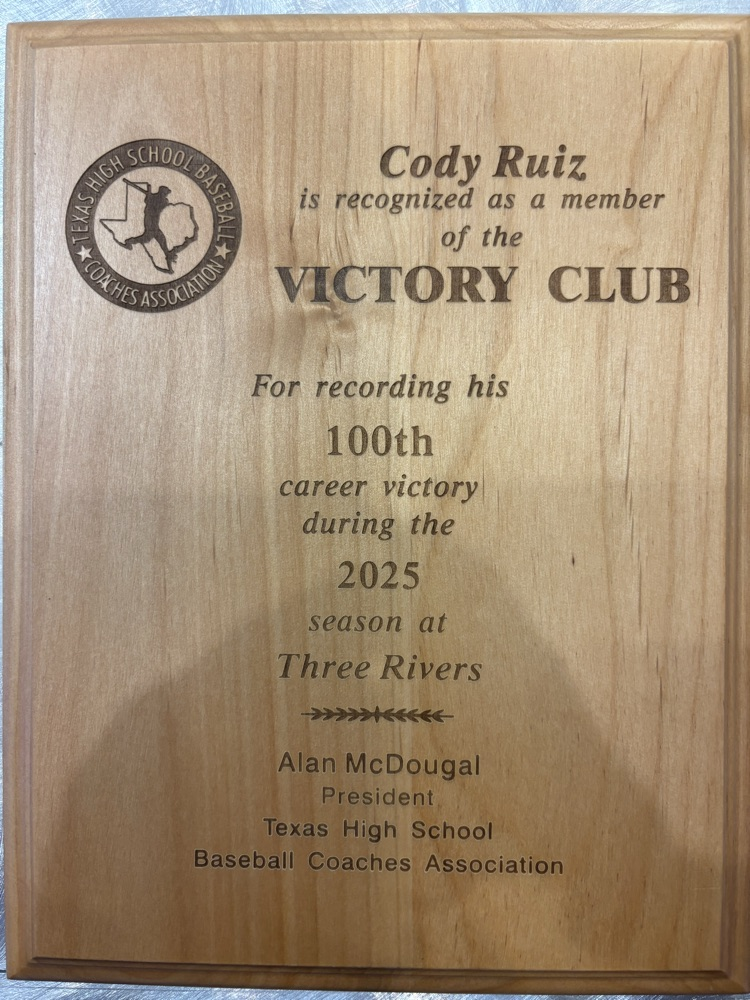 TEXAS HIGH SCHOOL BASEBALL
COACHES ASSOCIATION
Cody Ruiz
is recognized as a member
of the
VICTORY CLUB
For recording his
100th
career victory
during the
2025
season at
Three Rivers
Alan McDougal
President
Texas High School
Baseball Coaches Association